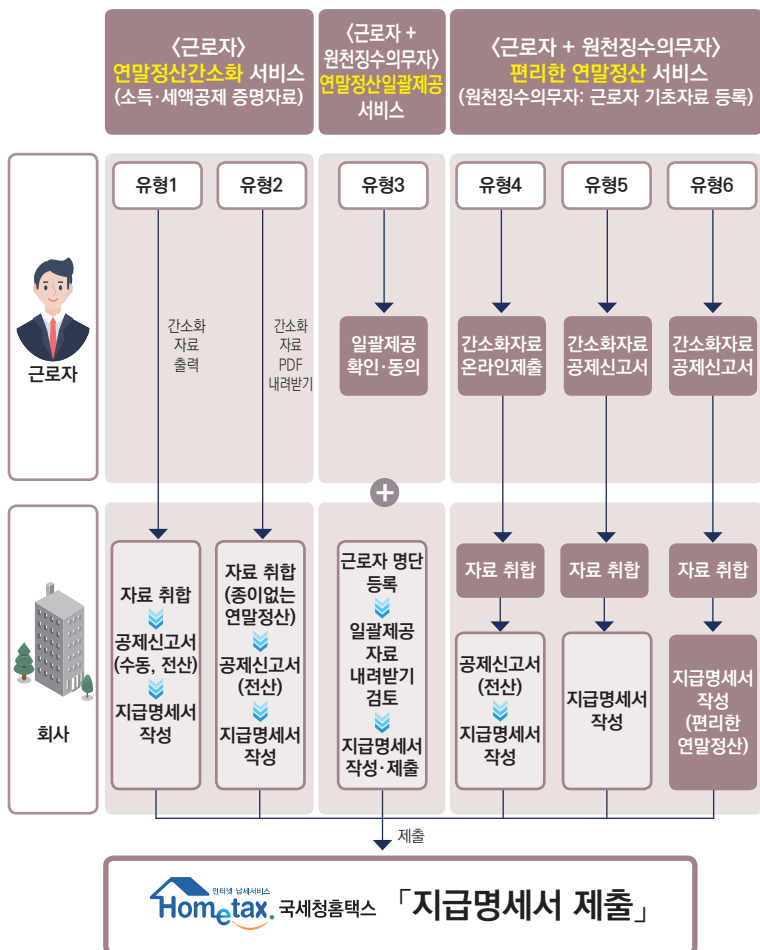 〈근로자〉
연말정산간소화 서비스
(소득·세액공제 증명자료)
〈근로자 +
원천징수의무자〉
연말정산일괄제공
서비스
〈근로자 + 원천징수의무자〉
편리한 연말정산 서비스
(원천징수의무자: 근로자 기초자료 등록)
유형1
유형2
유형3
유형4
유형5
유형6
근로자
간소화
자료
출력
간소화
자료
PDF
내려받기
일괄제공
확인·동의
간소화자료
온라인제출
간소화자료
공제신고서
간소화자료
공제신고서
+
회사
자료 취합
공제신고서
(수동, 전산)
지급명세서
작성
자료 취합
(종이없는
연말정산)
공제신고서
(전산)
지급명세서
작성
근로자 명단
등록
일괄제공
자료
내려받기
검토
지급명세서
작성·제출
자료 취합
공제신고서
(전산)
지급명세서
작성
자료 취합
지급명세서
작성
자료 취합
지급명세서
작성
(편리한
연말정산)
제출
인터넷 납세서비스
Hometax. 국세청홈택스 「지급명세서 제출」